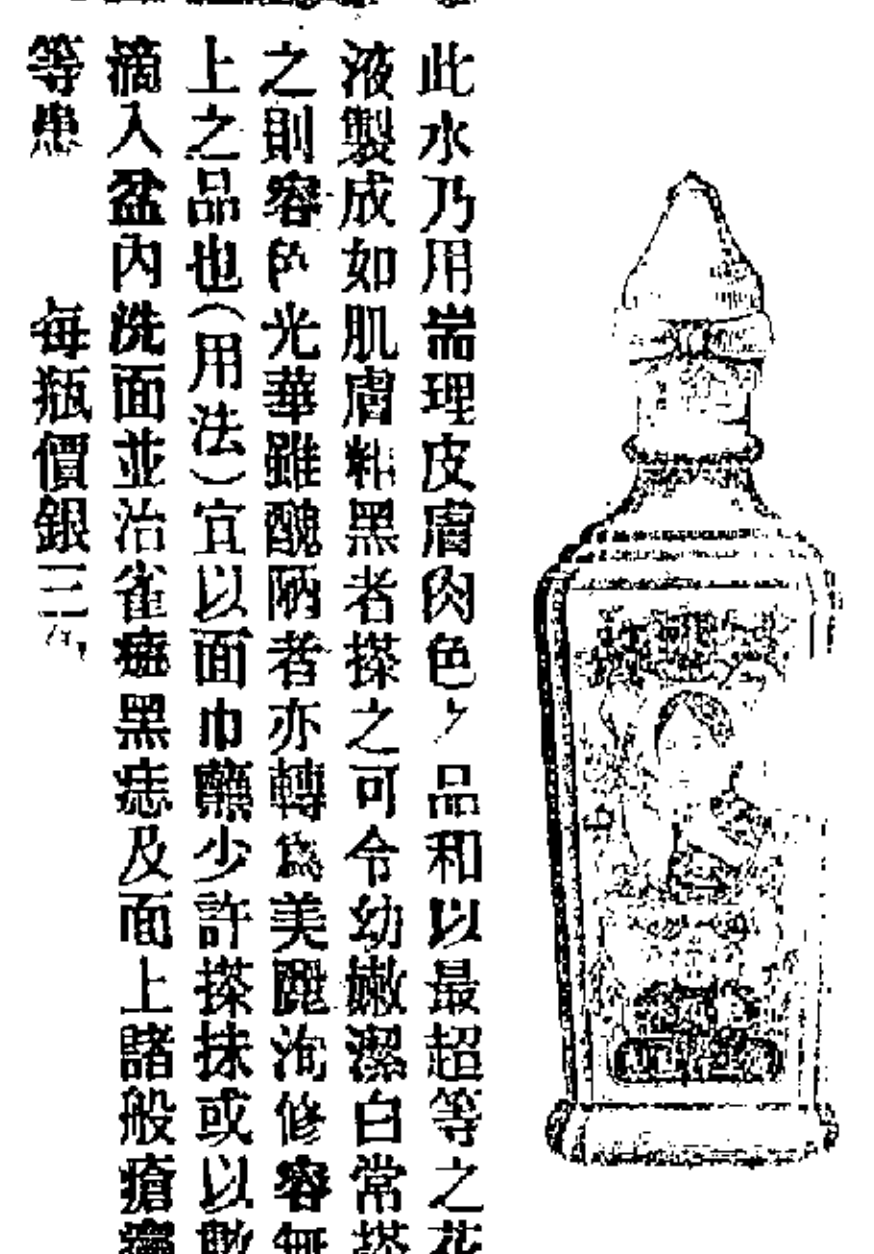 此水乃用耑理皮膚肉色之品和以最超等之花
液製成如肌膚粗黑者搽之可令幼嫩潔白常搽
之則容色光華雖醜陋者亦轉為美麗洵修容無
上之品也(用法)宜以面巾蘸少許搽抹或以數
滴入盆內洗面並治雀斑黑痣及面上諸般瘡
等患 每瓶價銀三